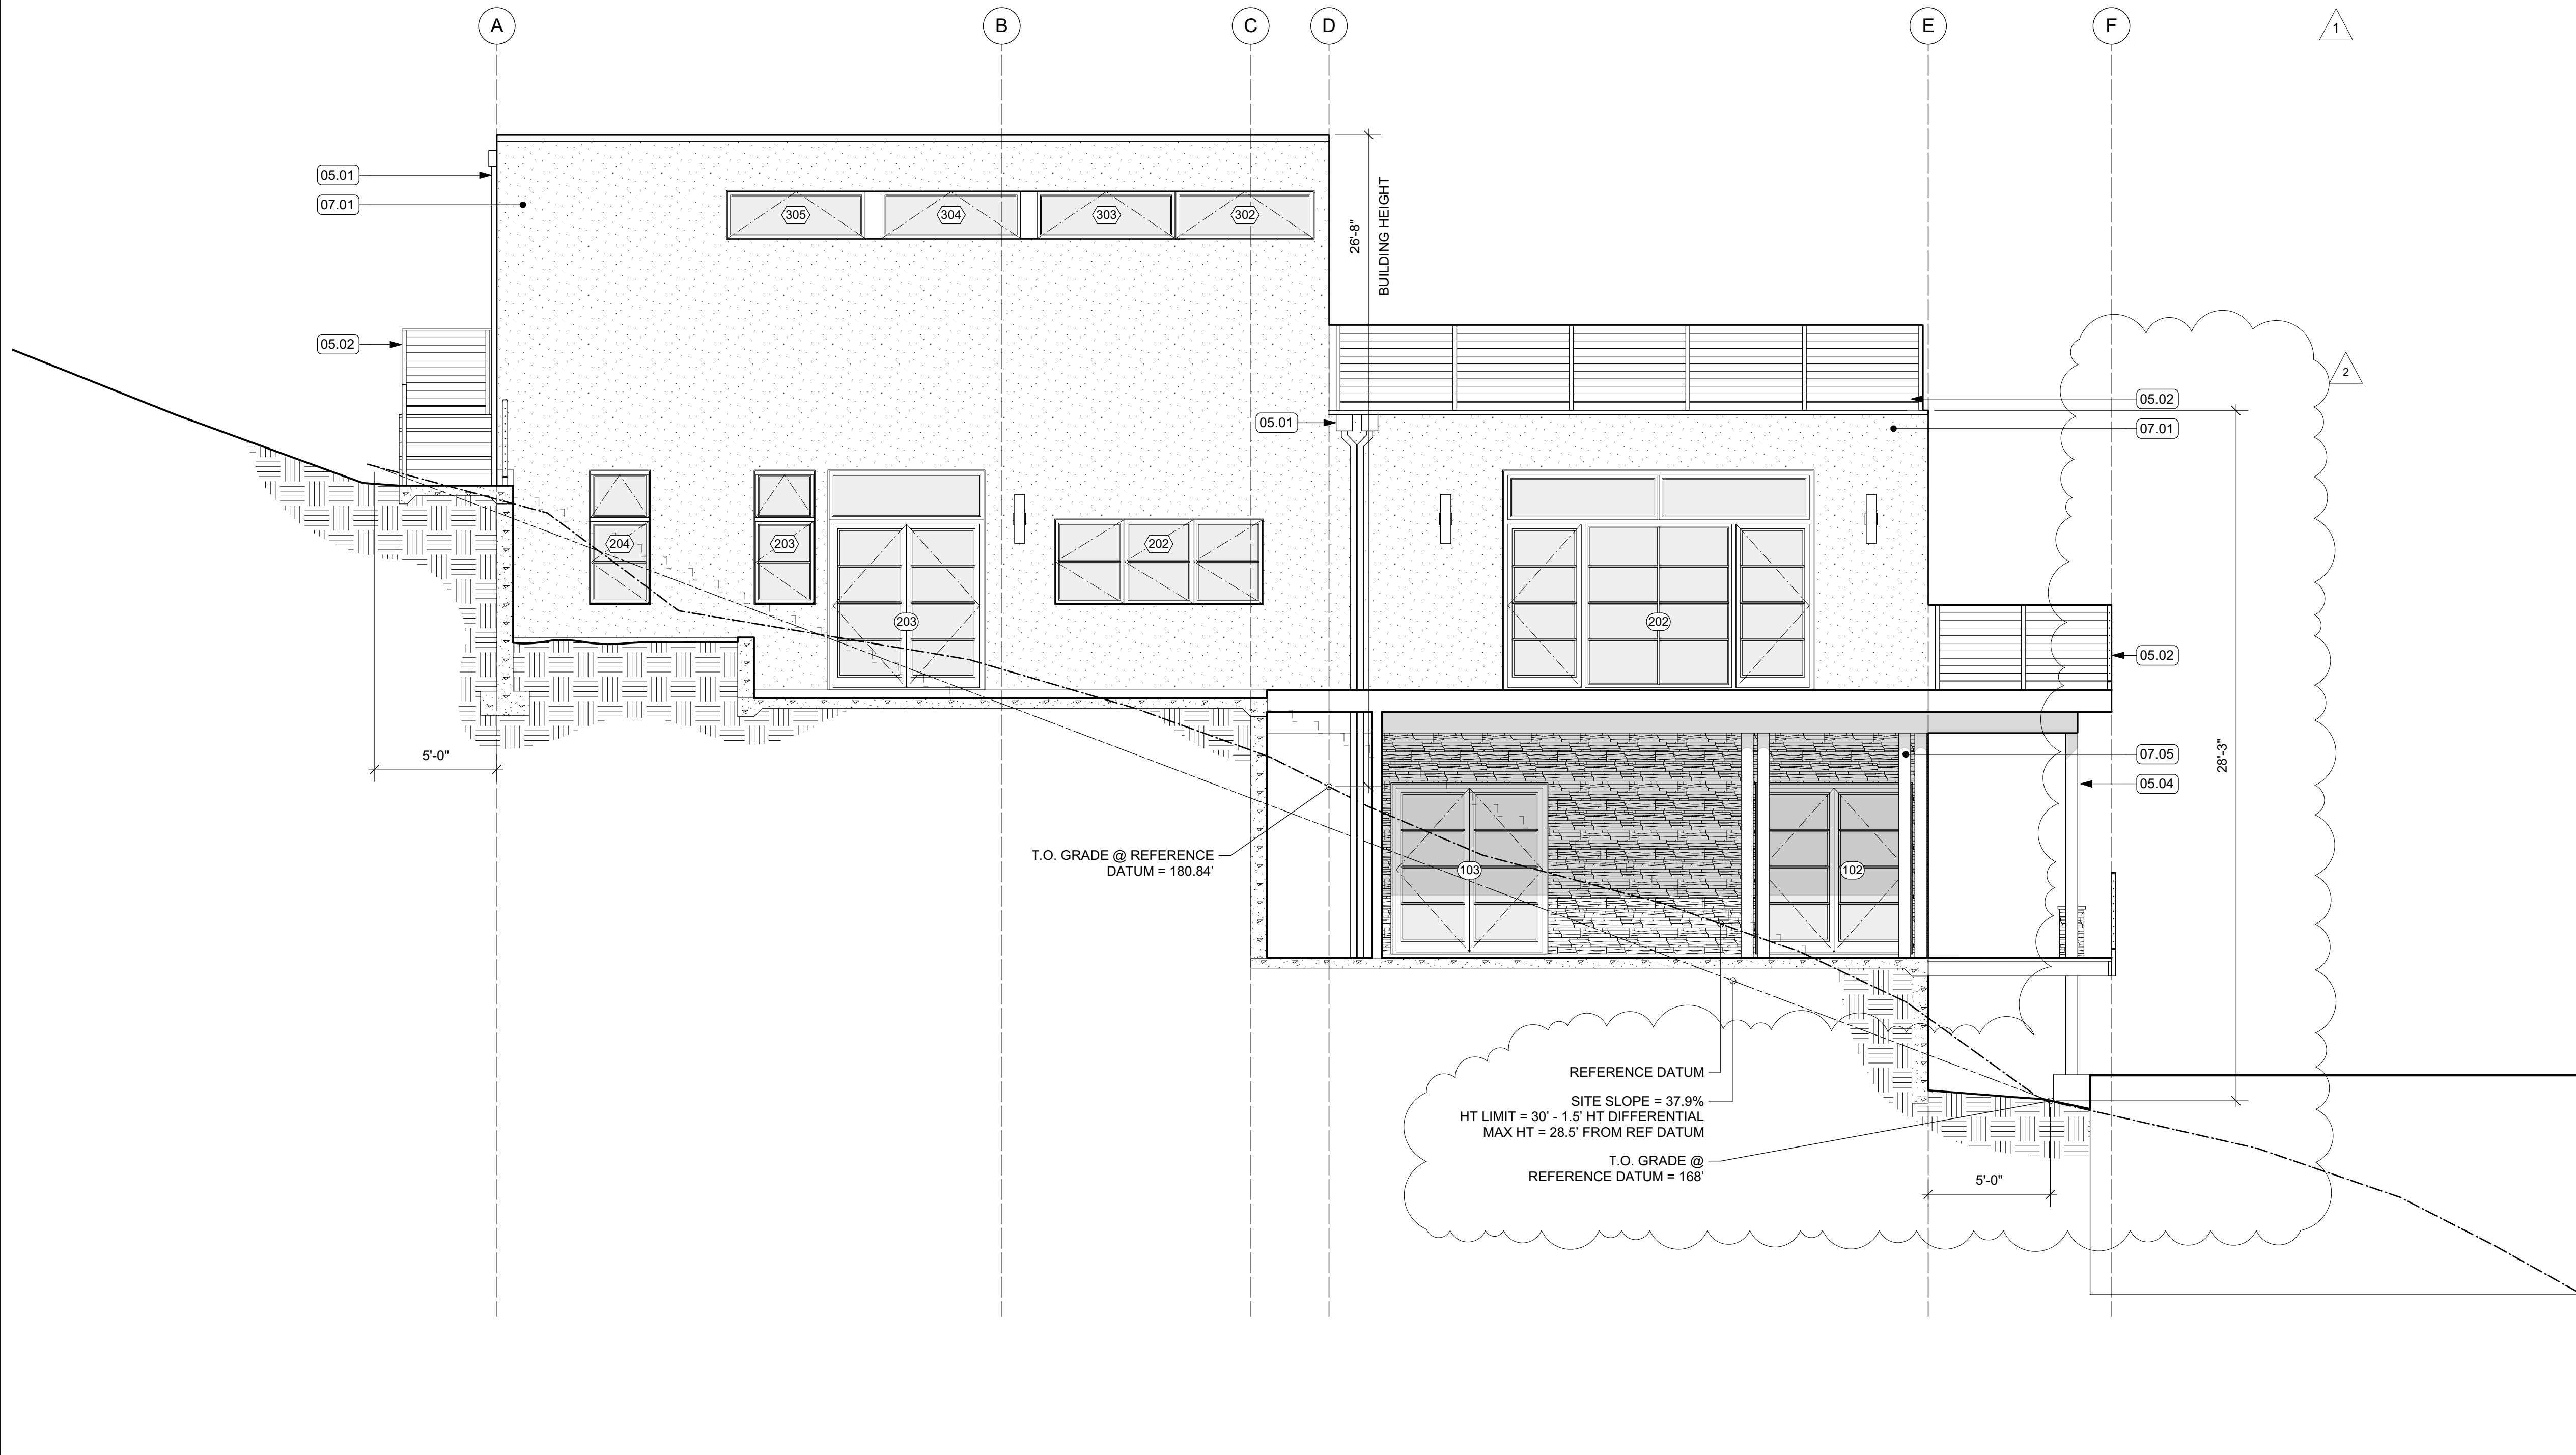 A
B
C
D
E
F
1
05.01
07.01
305
304
303
302
26'-8"
BUILDING HEIGHT
05.02
2
05.02
05.01
07.01
204
203
202
203
202
05.02
5'-0"
07.05
28'-3"
05.04
T.O. GRADE @ REFERENCE
DATUM = 180.84’
103
102
REFERENCE DATUM
SITE SLOPE = 37.9%
HT LIMIT = 30’ - 1.5’ HT DIFFERENTIAL
MAX HT = 28.5’ FROM REF DATUM
T.O. GRADE @
REFERENCE DATUM = 168’
5'-0"